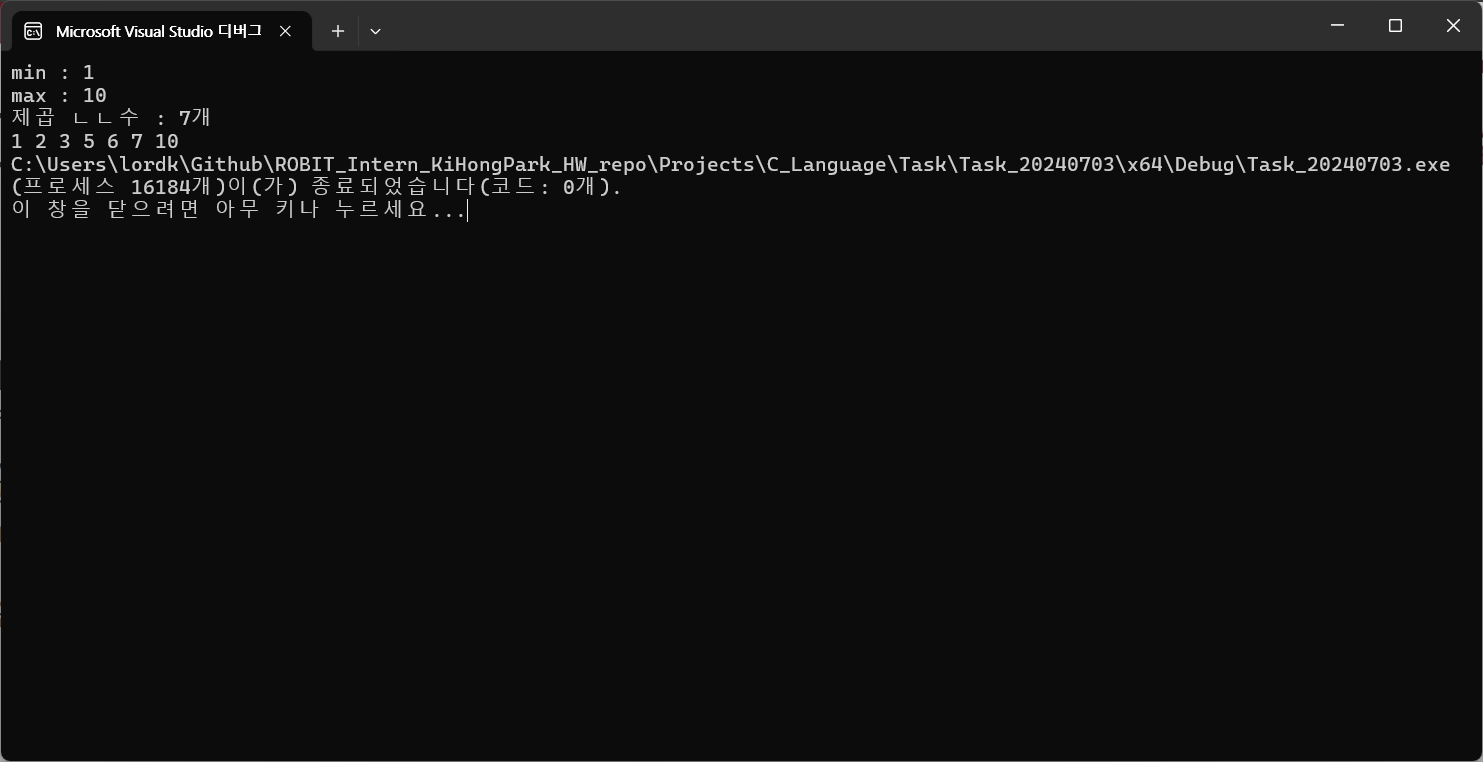 Microsoft Visual Studio 디버그
min : 1
max : 10
제곱 ㄴㄴ수 : 7개
1 2 3 5 6 7 10
C:\Users\lordk\Github\ROBIT_Intern_KiHongPark_HW_repo\Projects\C_Language\Task\Task_20240703\x64\Debug\Task_20240703.exe
(프로세스 16184개)이(가) 종료되었습니다(코드: 0개).
이 창을 닫으려면 아무 키나 누르세요...